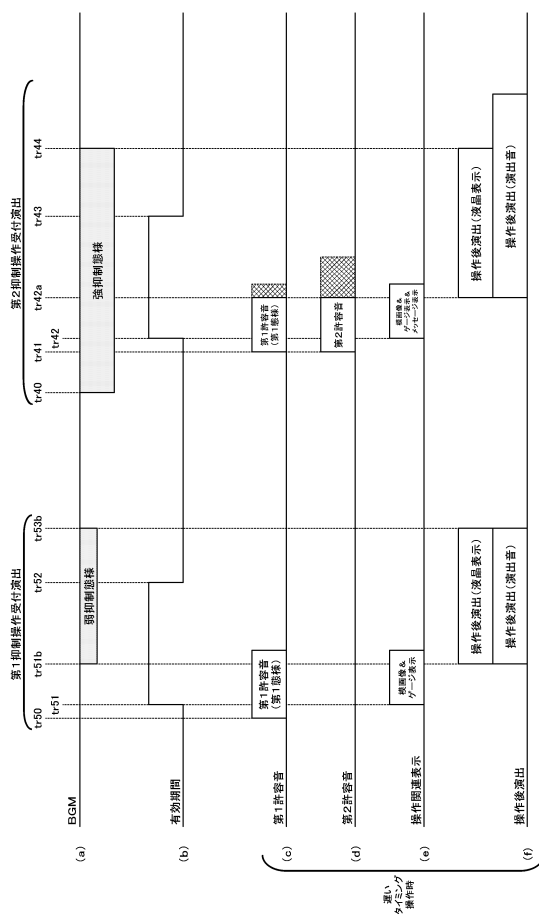 第1抑制操作受付演出
第2抑制操作受付演出
tr50
tr51
tr51b
tr52
tr53b
tr40
tr41
tr42
tr42a
tr43
tr44
(a)
BGM
弱抑制態様
強抑制態様
(b)
有効期間
遅い
タイミング
操作時
(c)
第1許容音
第1許容音
(第1態様)
第1許容音
(第1態様)
(d)
第2許容音
第2許容音
(e)
操作関連表示
模画像&
ゲージ表示
模画像&
ゲージ表示&
メッセージ表示
(f)
操作後演出
操作後演出(液晶表示)
操作後演出(演出音)
操作後演出(液晶表示)
操作後演出(演出音)